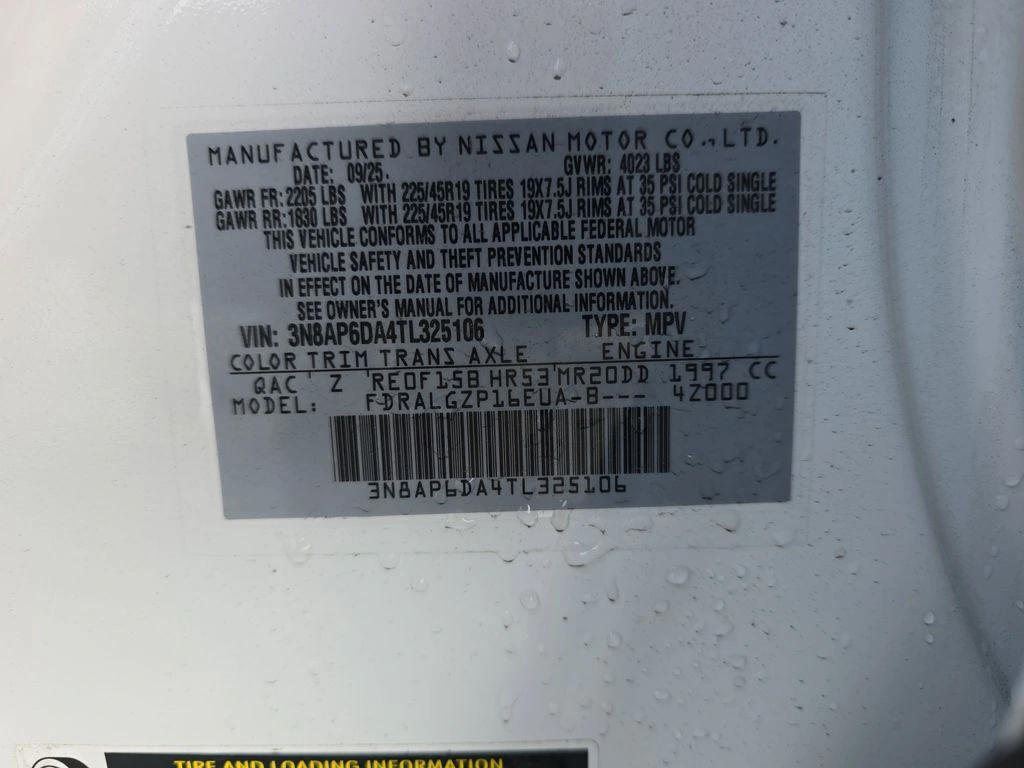 MANUFACTURED BY NISSAN MOTOR CO., LTD.
DATE: 09/25. GVWR: 4023 LBS
GAWR FR: 2205 LBS WITH 225/45R19 TIRES 19X7.5J RIMS AT 35 PSI COLD SINGLE
GAWR RR: 1830 LBS WITH 225/45R19 TIRES 19X7.5J RIMS AT 35 PSI COLD SINGLE
THIS VEHICLE CONFORMS TO ALL APPLICABLE FEDERAL MOTOR
VEHICLE SAFETY AND THEFT PREVENTION STANDARDS
IN EFFECT ON THE DATE OF MANUFACTURE SHOWN ABOVE.
SEE OWNER'S MANUAL FOR ADDITIONAL INFORMATION.
VIN: 3N8AP6DA4TL325106 TYPE: MPV
COLOR TRIM TRANS AXLE ENGINE
QAC Z RE0F15B HR53 MR20DD 1997 CC
MODEL: FDRALGZP16EUA-B--- 4Z000
3N8AP6DA4TL325106
TIRE AND LOADING INFORMATION